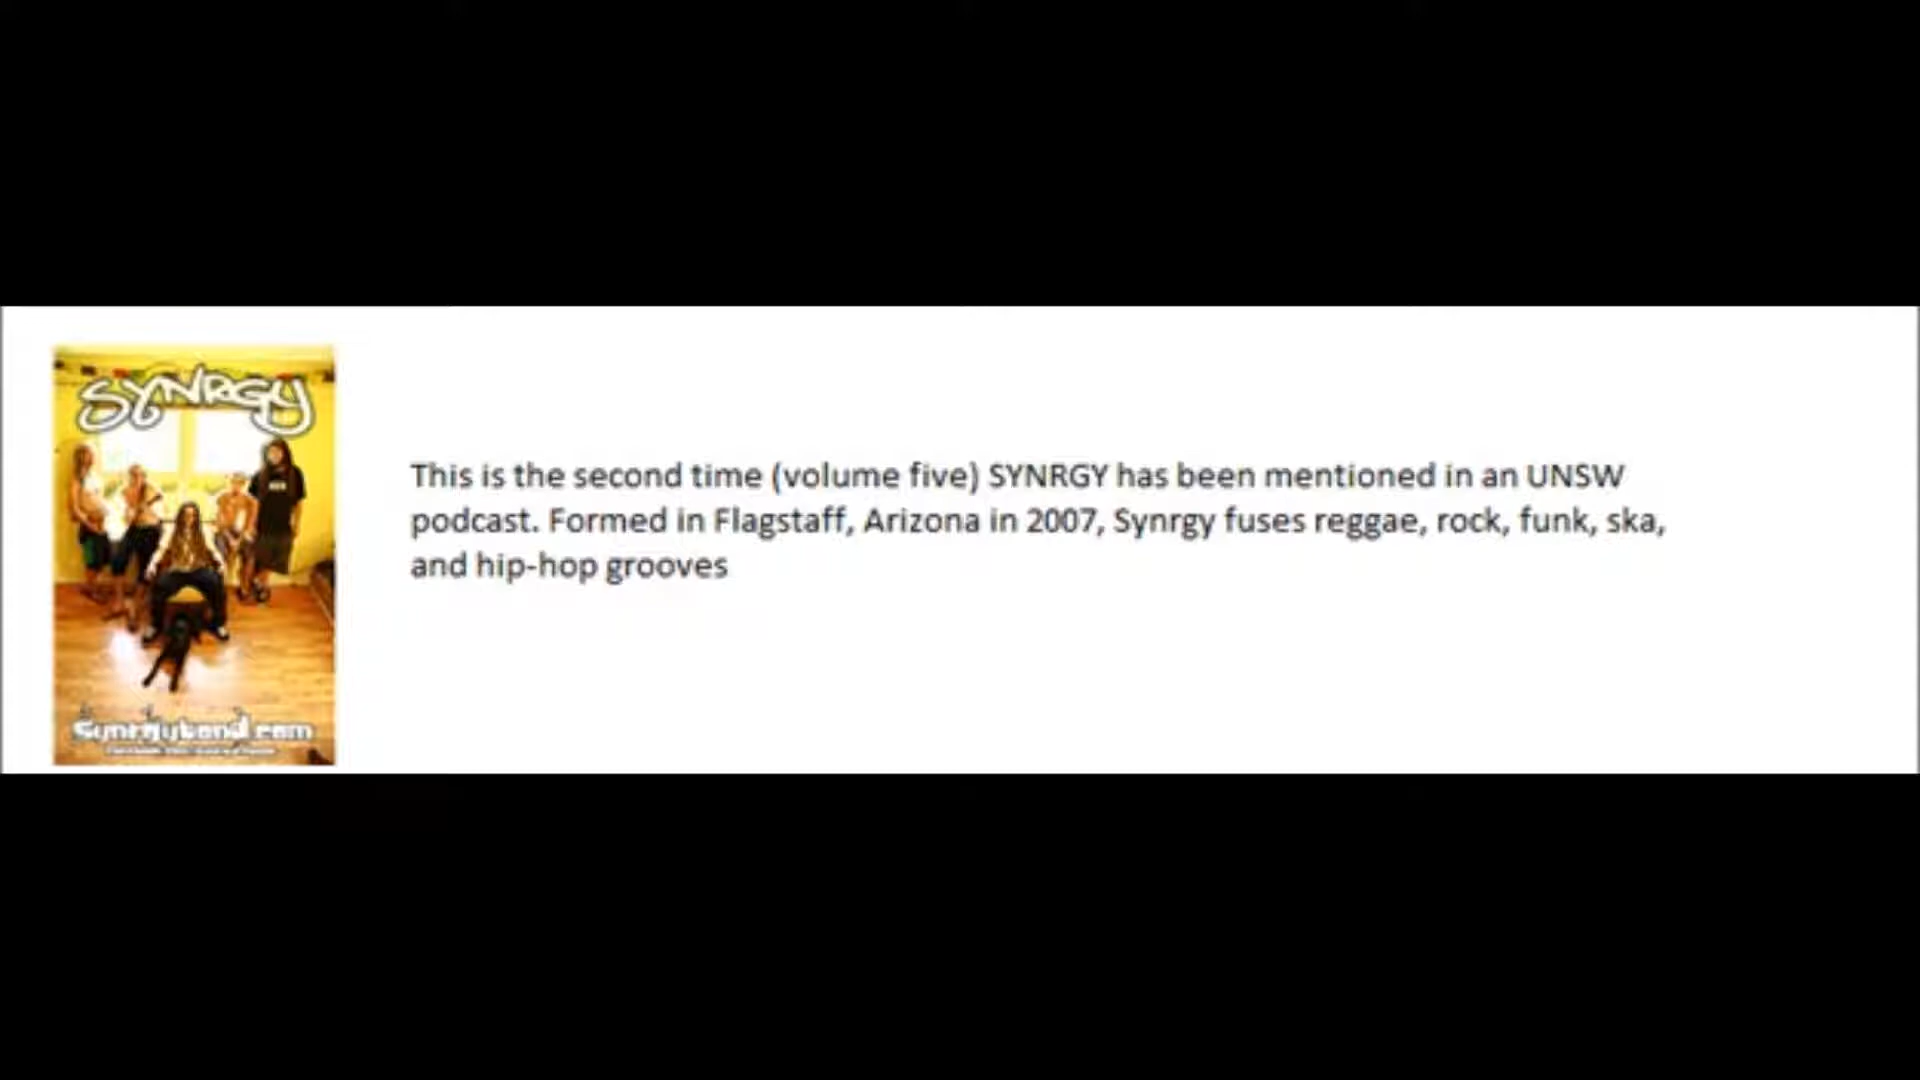 SYNRGY
This is the second time (volume five) SYNRGY has been mentioned in an UNSW
podcast. Formed in Flagstaff, Arizona in 2007, Synrgy fuses reggae, rock, funk, ska,
and hip-hop grooves
Synrgyband.com